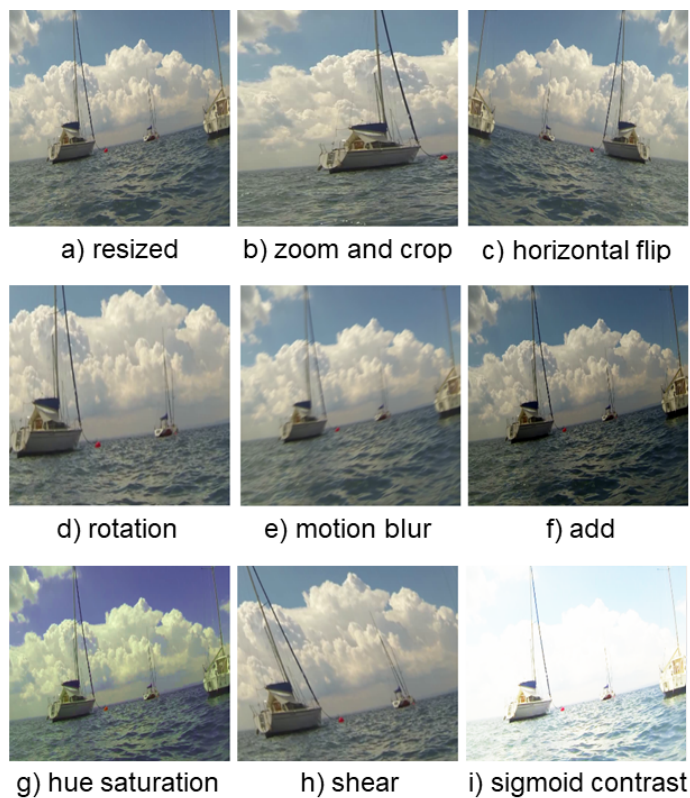 a) resized
b) zoom and crop
c) horizontal flip
d) rotation
e) motion blur
f) add
g) hue saturation
h) shear
i) sigmoid contrast